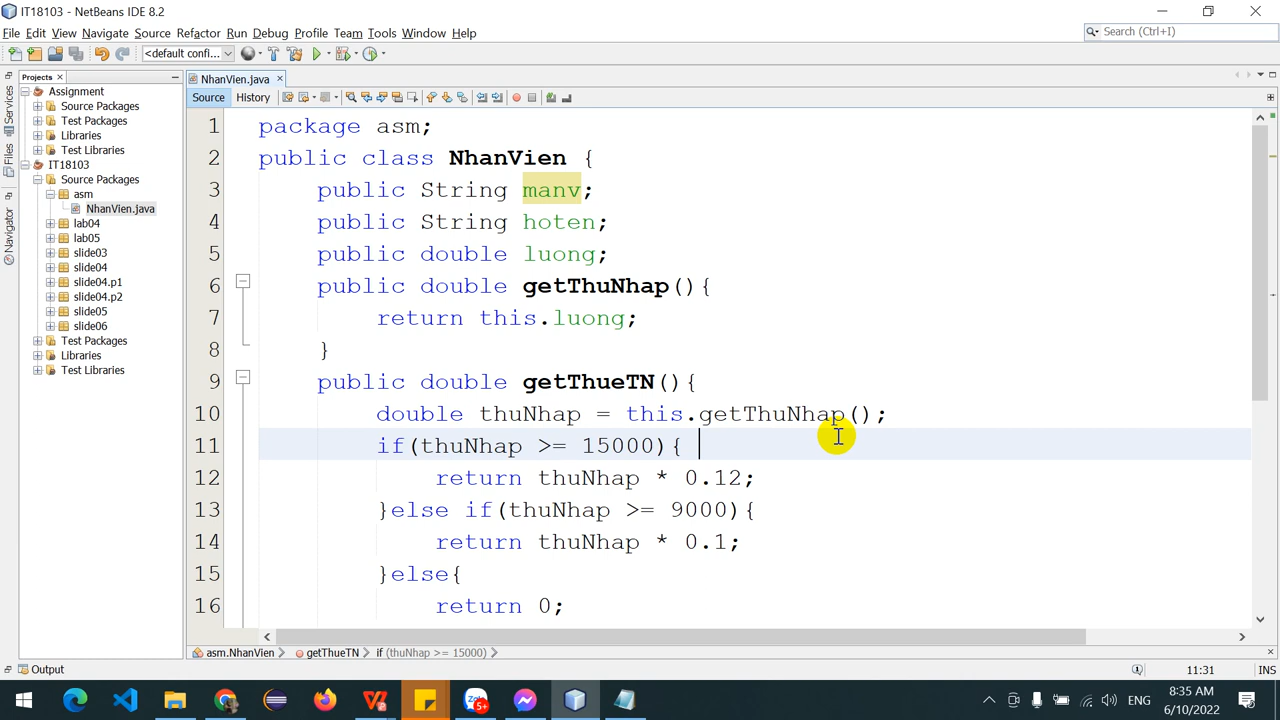 IT18103 - NetBeans IDE 8.2
File Edit View Navigate Source Refactor Run Debug Profile Team Tools Window Help
Search (Ctrl+I)
<default confi...
Projects
NhanVien.java
Source History
Services
Files
Navigator
Assignment
Source Packages
Test Packages
Libraries
Test Libraries
IT18103
Source Packages
asm
NhanVien.java
lab04
lab05
slide03
slide04
slide04.p1
slide04.p2
slide05
slide06
Test Packages
Libraries
Test Libraries
1 package asm;
2 public class NhanVien {
3 public String manv;
4 public String hoten;
5 public double luong;
6 public double getThuNhap(){
7 return this.luong;
8 }
9 public double getThueTN(){
10 double thuNhap = this.getThuNhap();
11 if(thuNhap >= 15000){
12 return thuNhap * 0.12;
13 }else if(thuNhap >= 9000){
14 return thuNhap * 0.1;
15 }else{
16 return 0;
asm.NhanVien getThueTN if (thuNhap >= 15000)
Output
11:31 INS
Zalo
5+
ENG
8:35 AM
6/10/2022